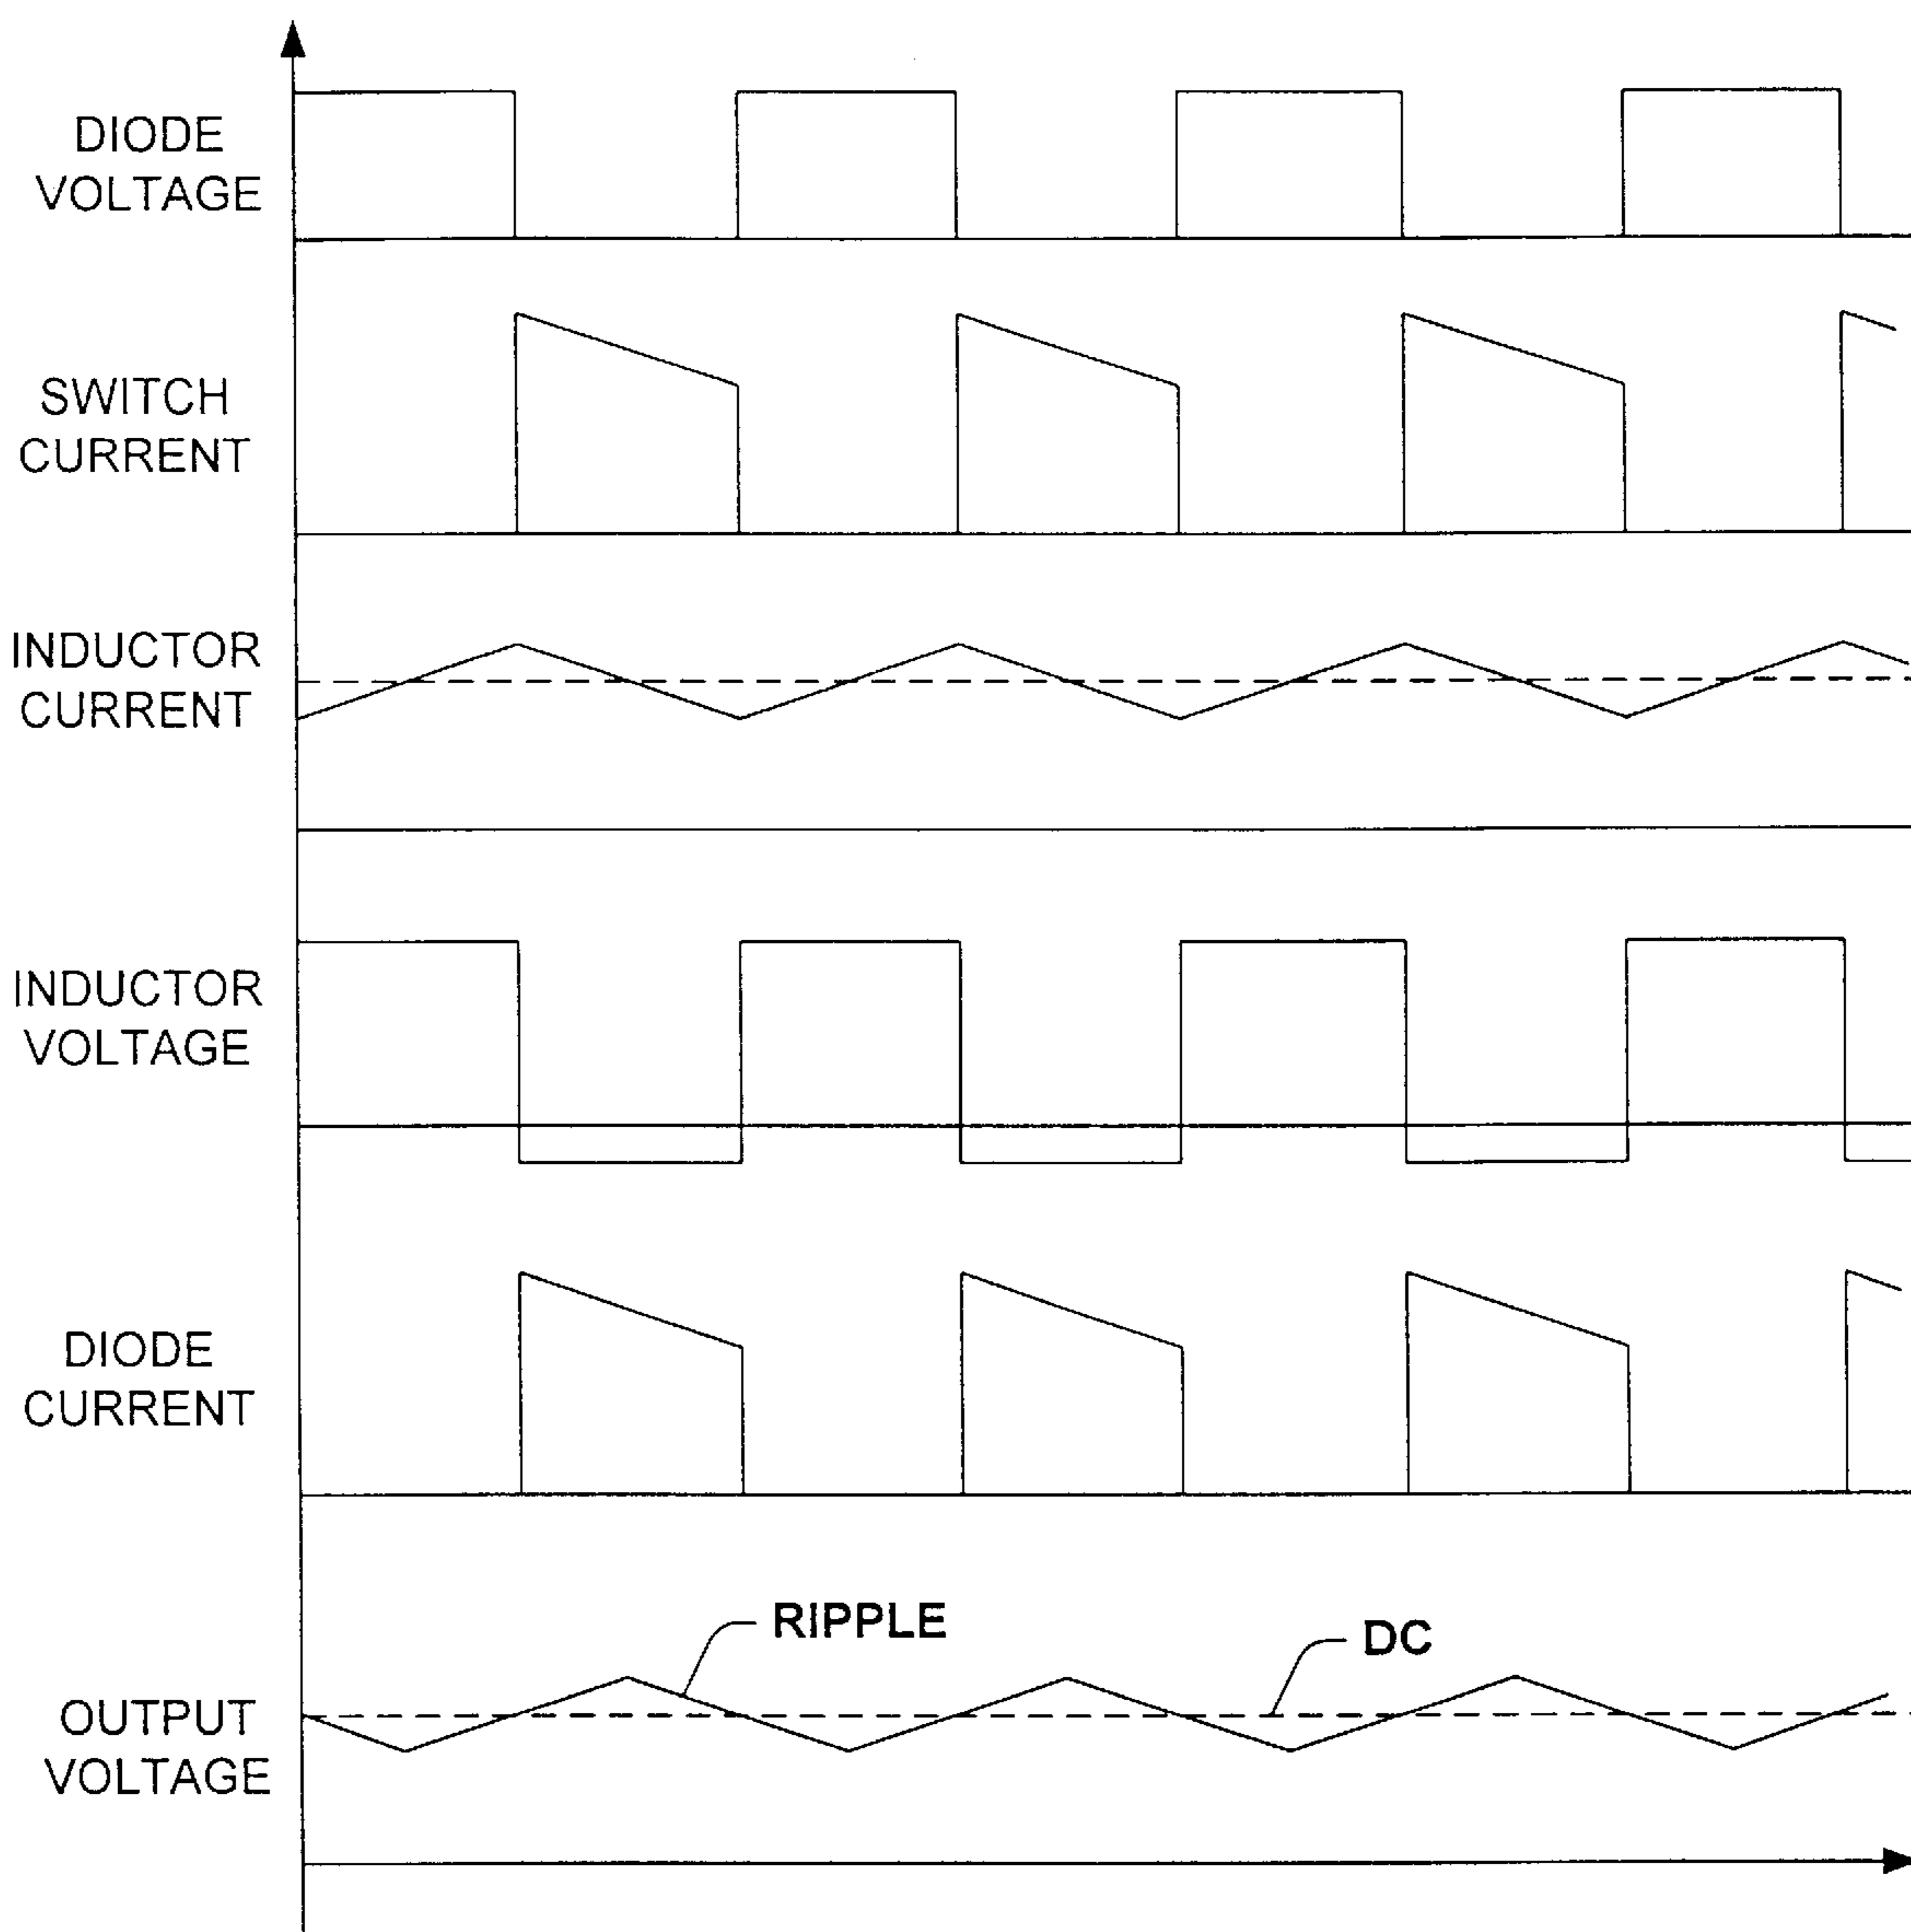 DIODE
VOLTAGE
SWITCH
CURRENT
INDUCTOR
CURRENT
INDUCTOR
VOLTAGE
DIODE
CURRENT
RIPPLE
DC
OUTPUT
VOLTAGE